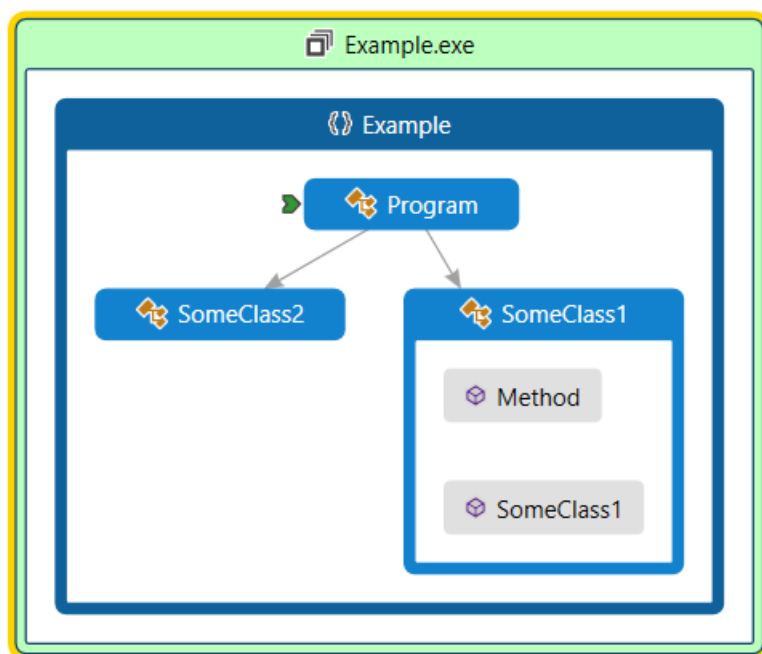 Example.exe
Example
Program
SomeClass2
SomeClass1
Method
SomeClass1